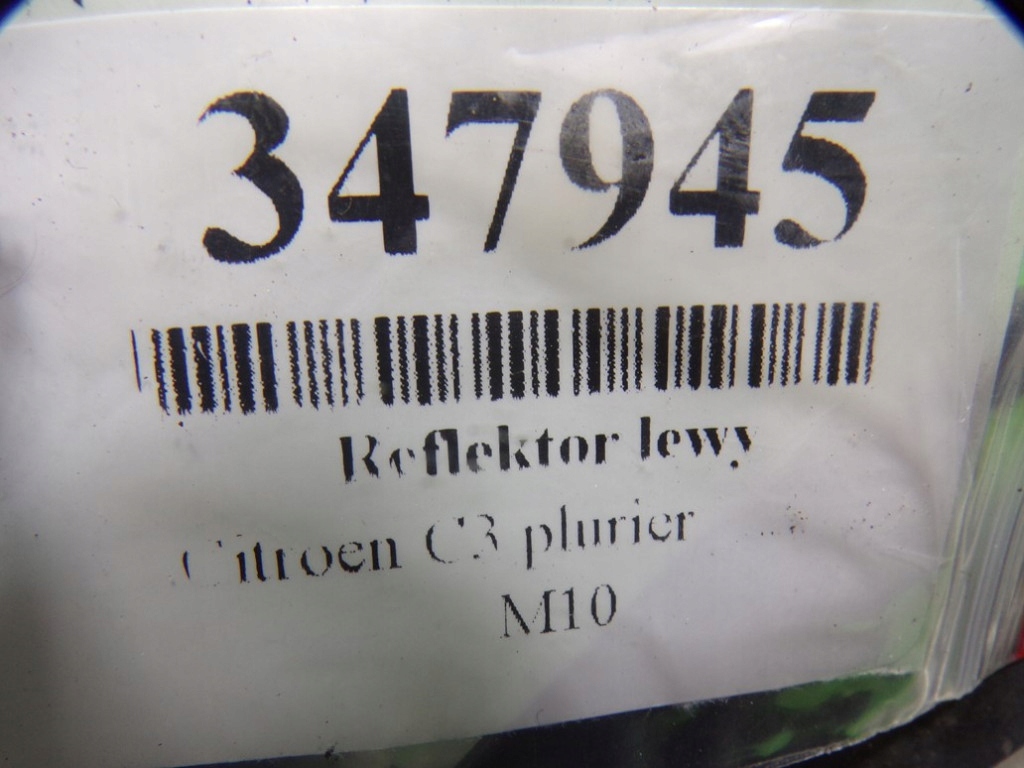 347945
Reflektor lewy
Citroen C3 plurier
M10